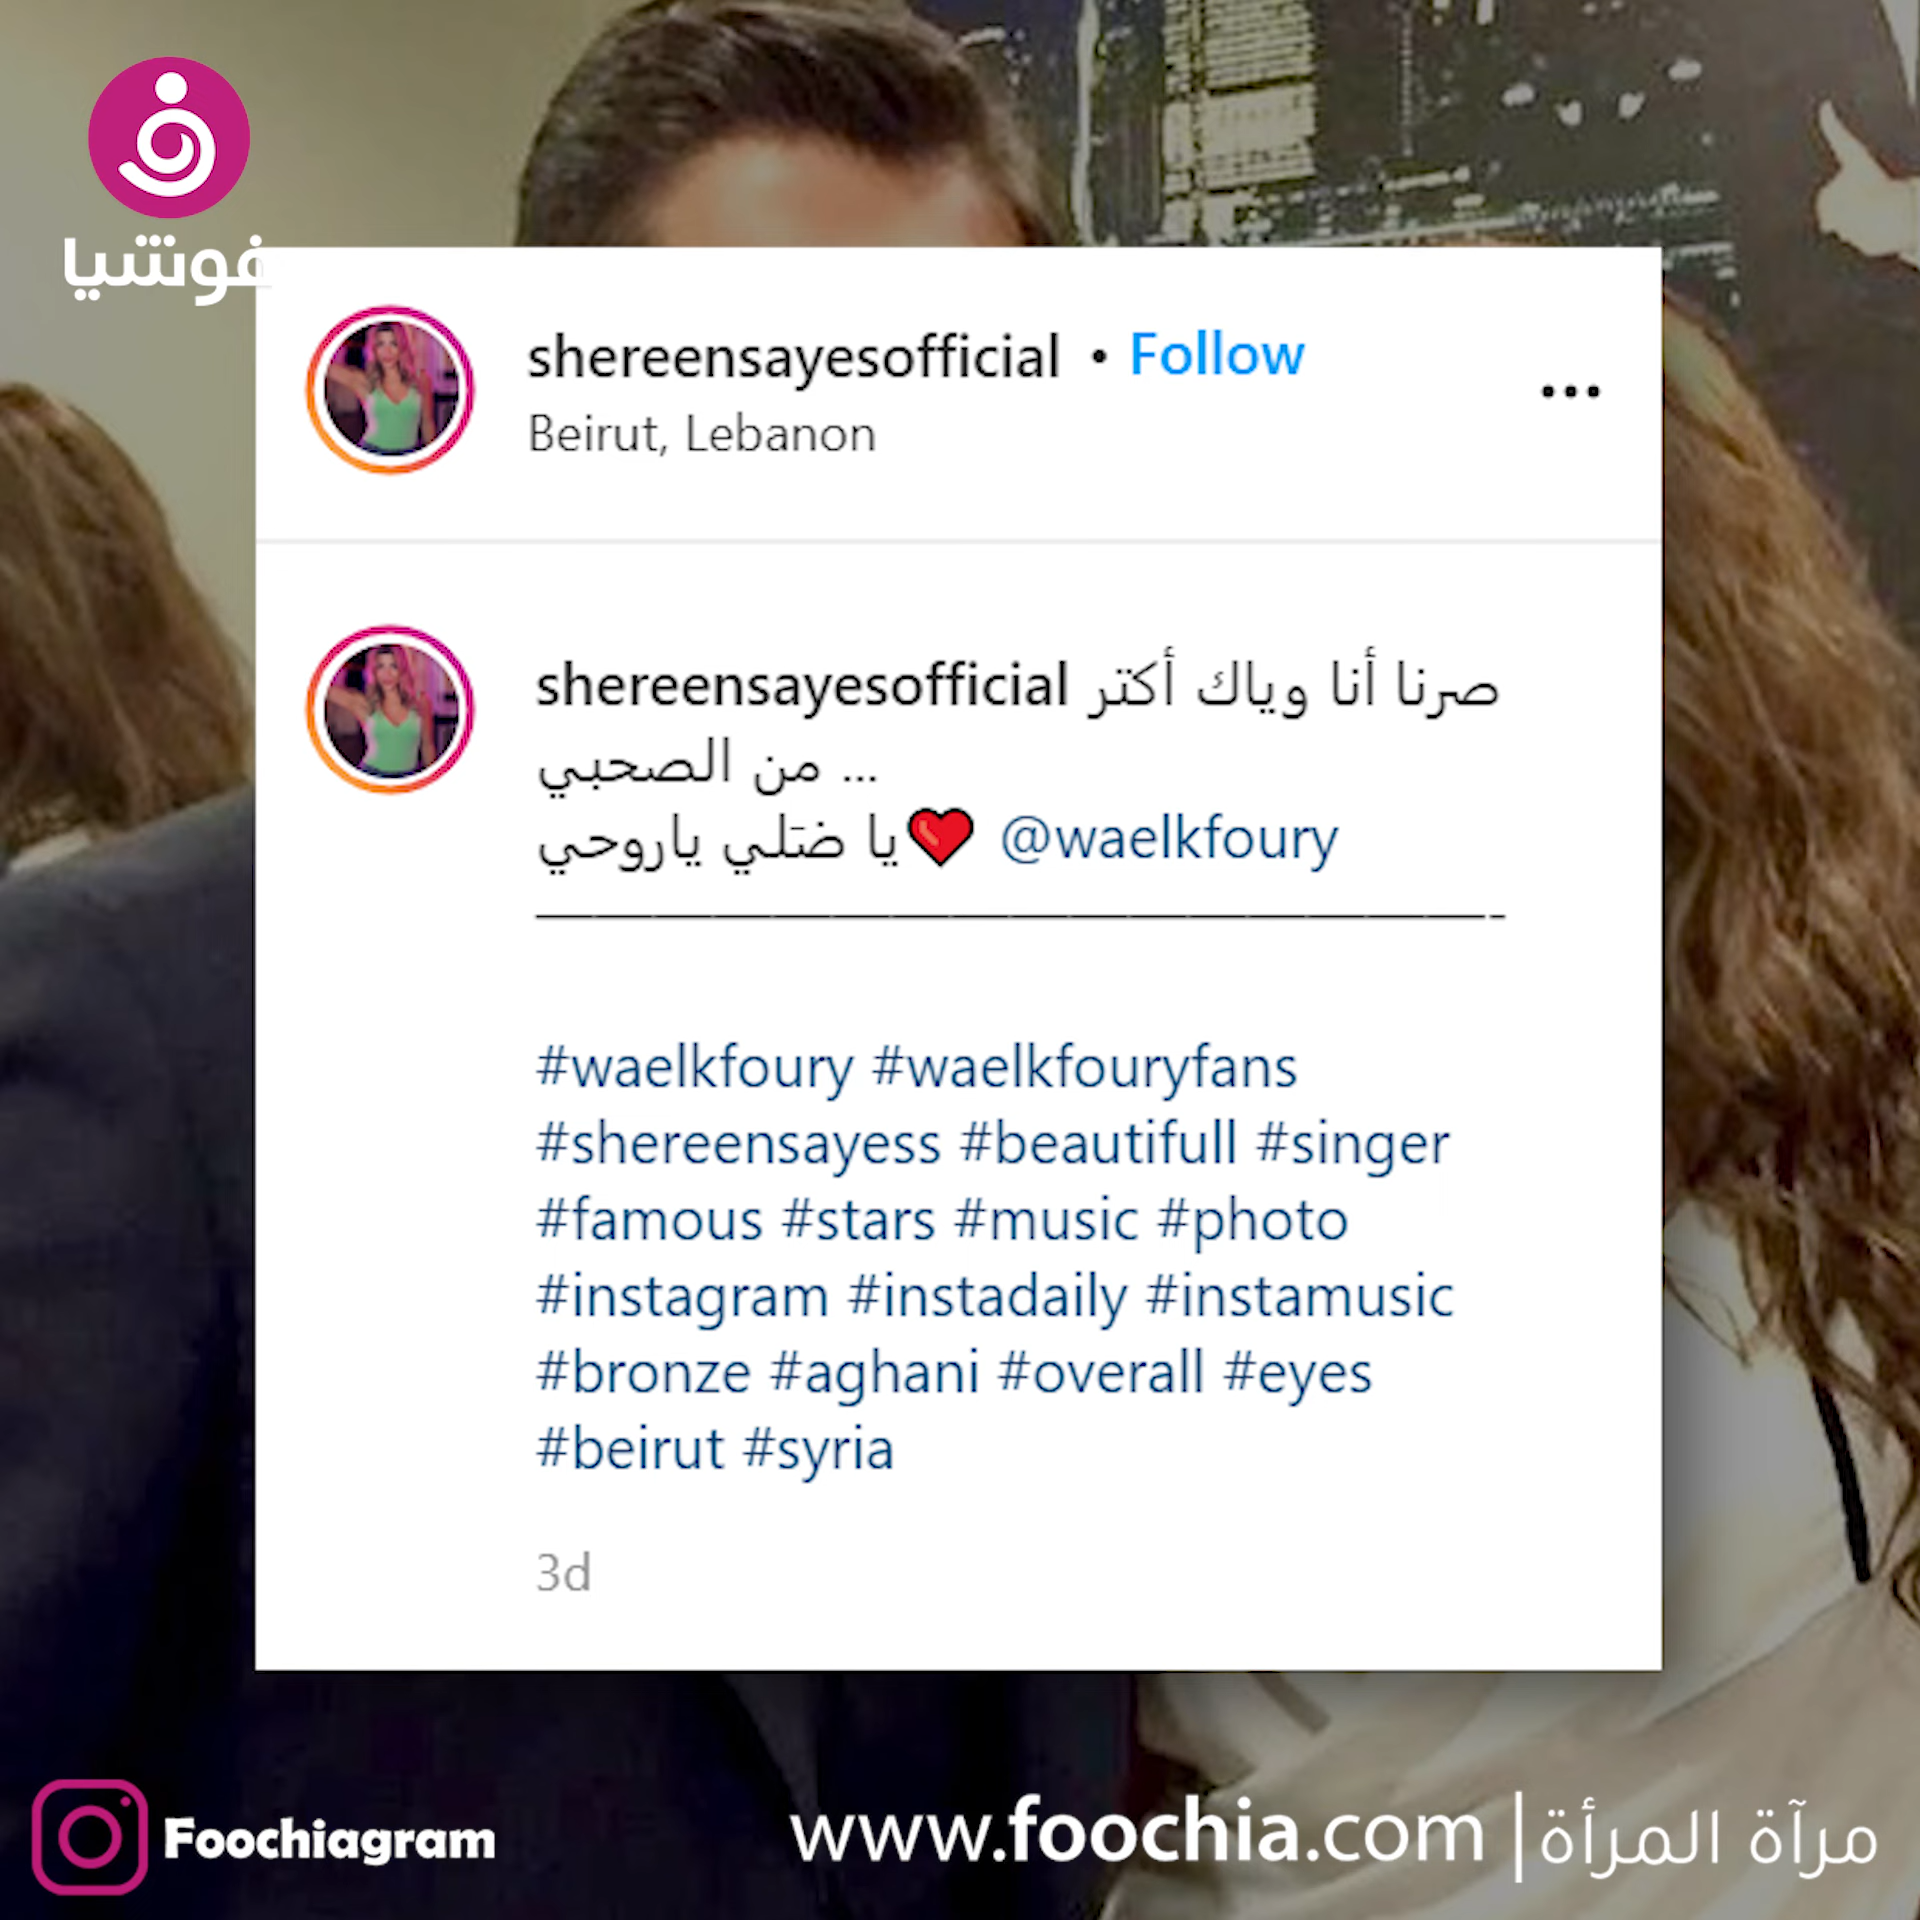 فوشيا
shereensayesofficial • Follow
Beirut, Lebanon
shereensayesofficial صرنا أنا وياك أكتر
من الصحبي ...
يا ضتلي ياروحي❤️ @waelkfoury
————————————————-
#waelkfoury #waelkfouryfans
#shereensayess #beautifull #singer
#famous #stars #music #photo
#instagram #instadaily #instamusic
#bronze #aghani #overall #eyes
#beirut #syria
3d
Foochiagram
www.foochia.com | مرآة المرأة